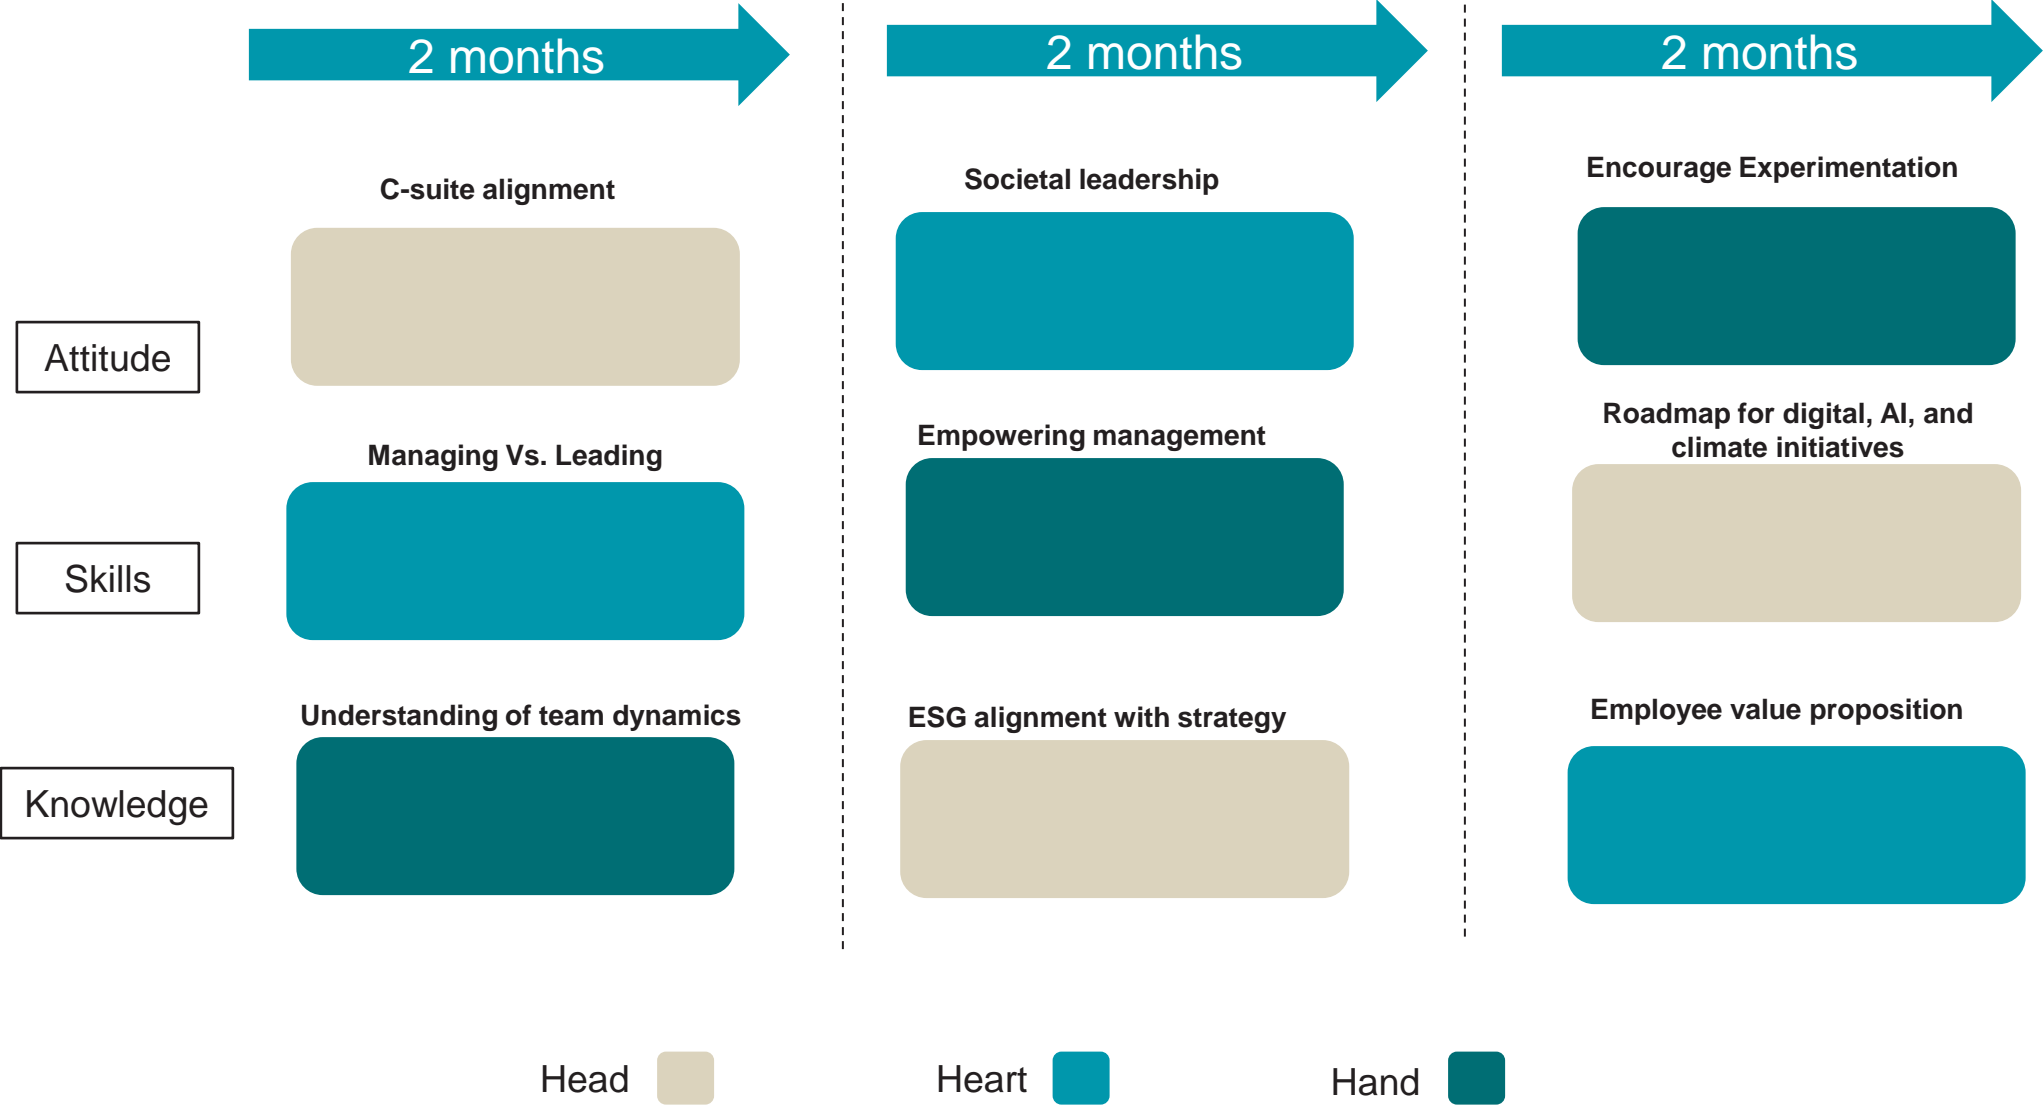 2 months
2 months
2 months
C-suite alignment
Societal leadership
Encourage Experimentation
Attitude
Managing Vs. Leading
Empowering management
Roadmap for digital, AI, and
climate initiatives
Skills
Understanding of team dynamics
ESG alignment with strategy
Employee value proposition
Knowledge
Head
Heart
Hand